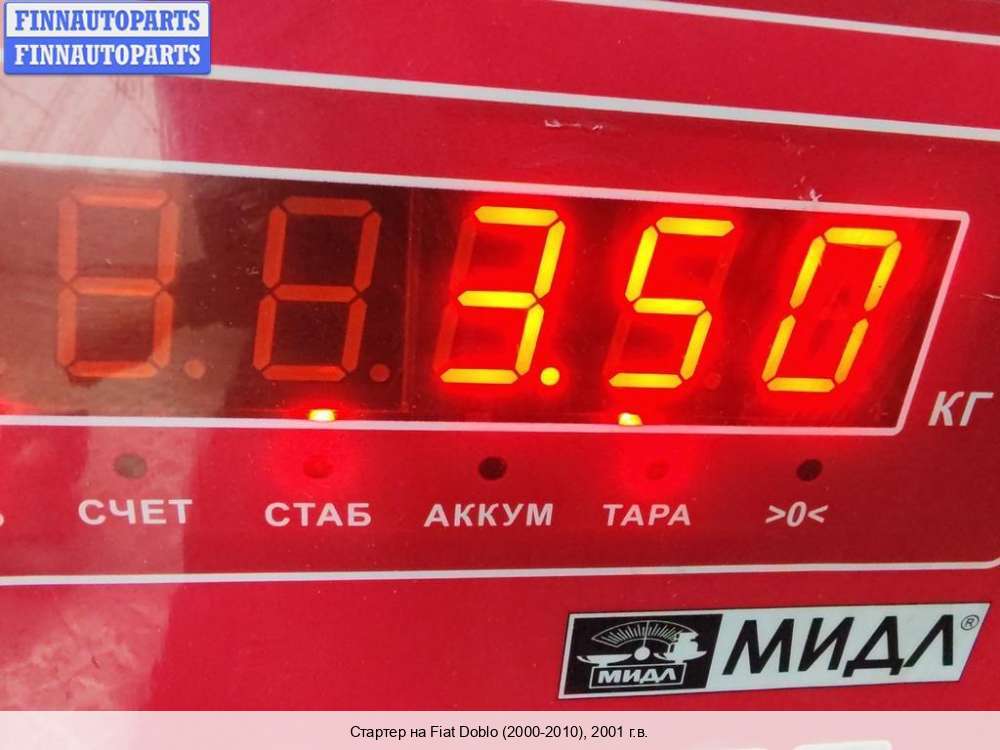 FINNAUTOPARTS
FINNAUTOPARTS
3.50
КГ
СЧЕТ СТАБ АККУМ ТАРА >0<
МИДЛ МИДЛ®
Стартер на Fiat Doblo (2000-2010), 2001 г.в.